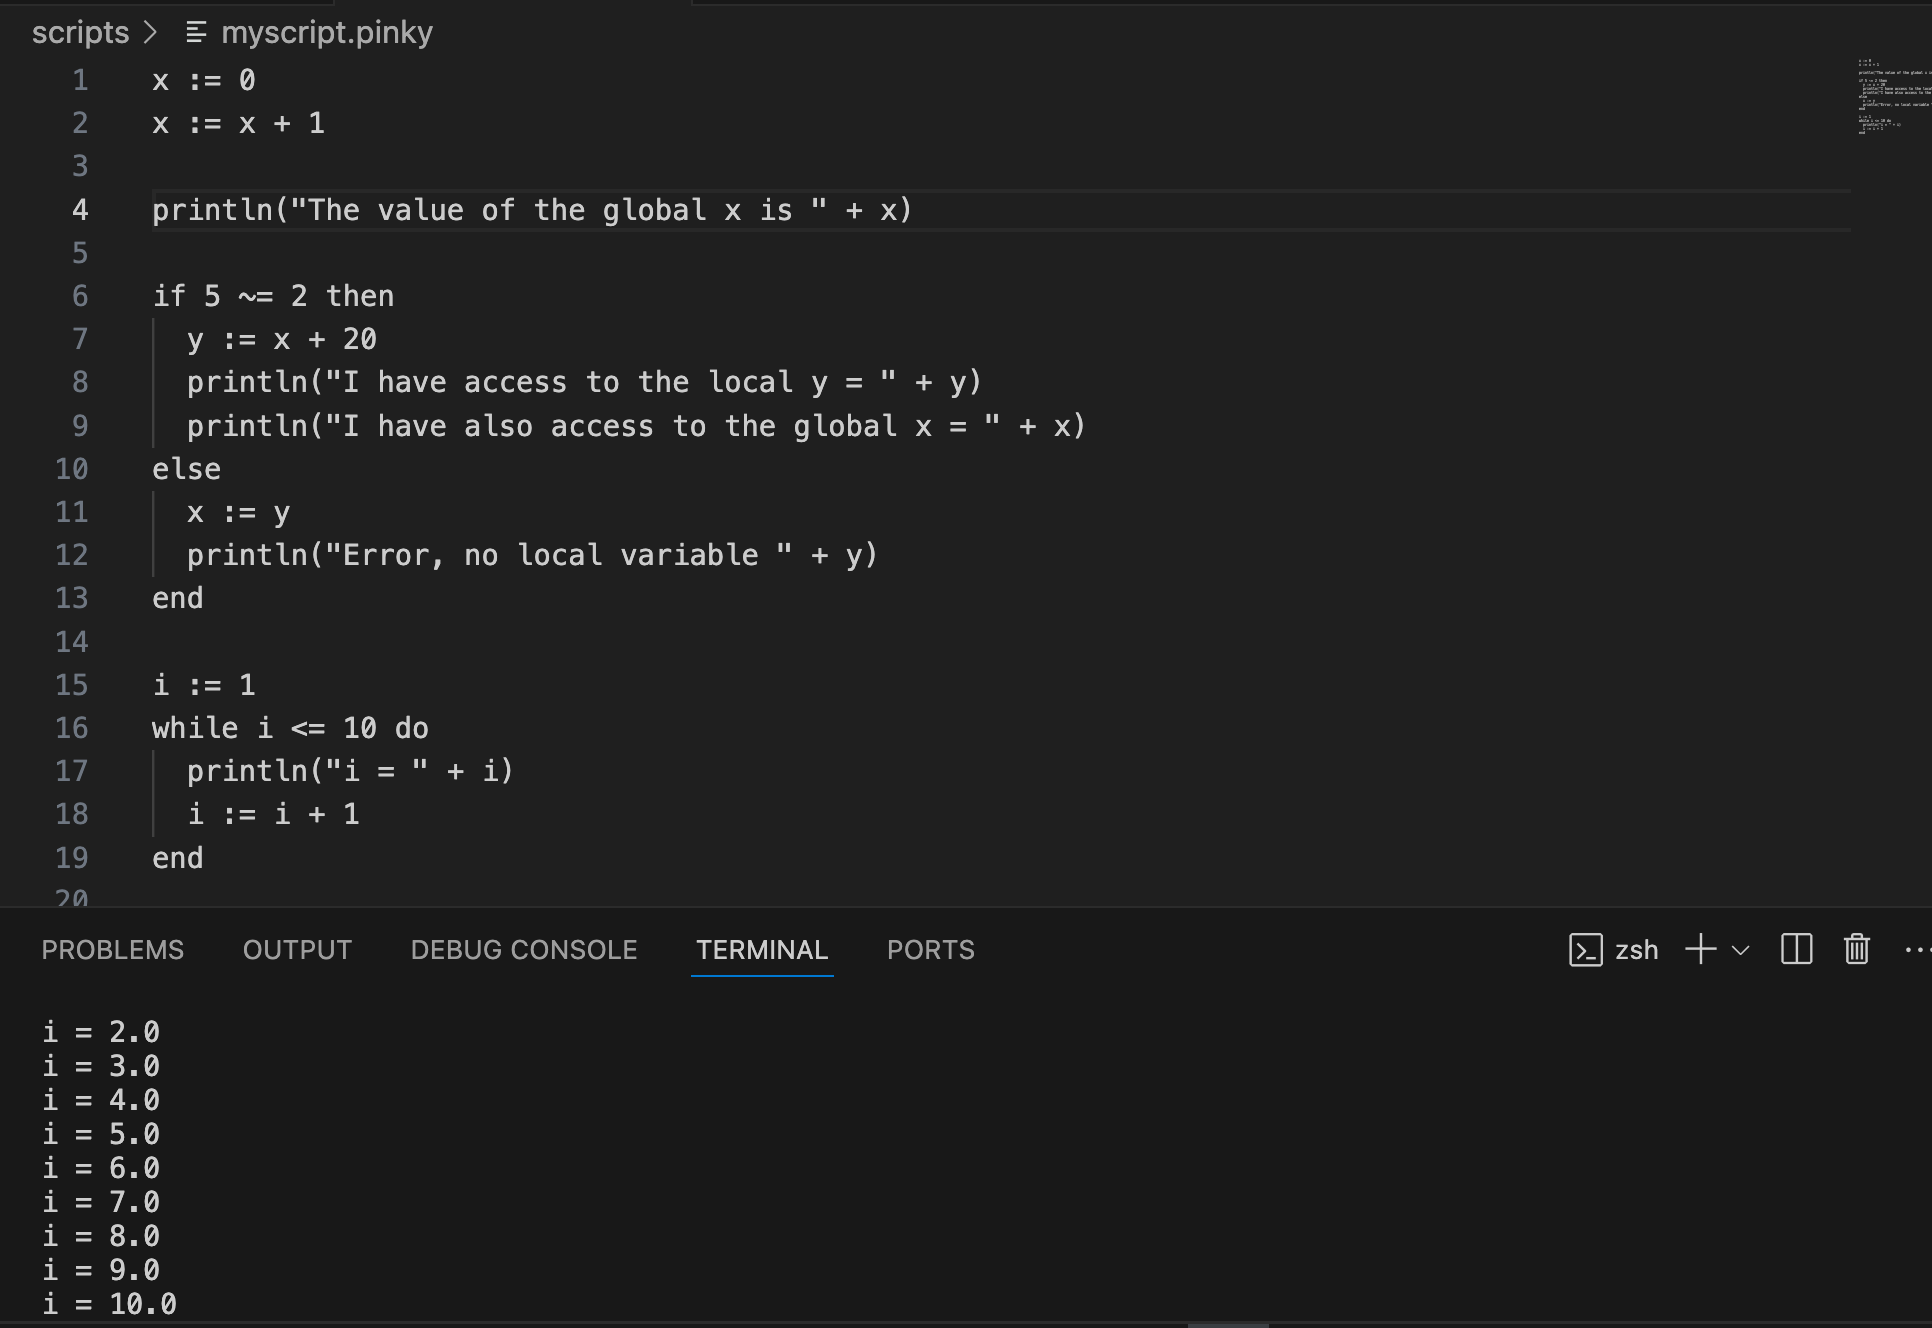 scripts > myscript.pinky
1 x := 0
2 x := x + 1
3
4 println("The value of the global x is " + x)
5
6 if 5 ~= 2 then
7   y := x + 20
8   println("I have access to the local y = " + y)
9   println("I have also access to the global x = " + x)
10 else
11   x := y
12   println("Error, no local variable " + y)
13 end
14
15 i := 1
16 while i <= 10 do
17   println("i = " + i)
18   i := i + 1
19 end
20
PROBLEMS OUTPUT DEBUG CONSOLE TERMINAL PORTS zsh
i = 2.0
i = 3.0
i = 4.0
i = 5.0
i = 6.0
i = 7.0
i = 8.0
i = 9.0
i = 10.0